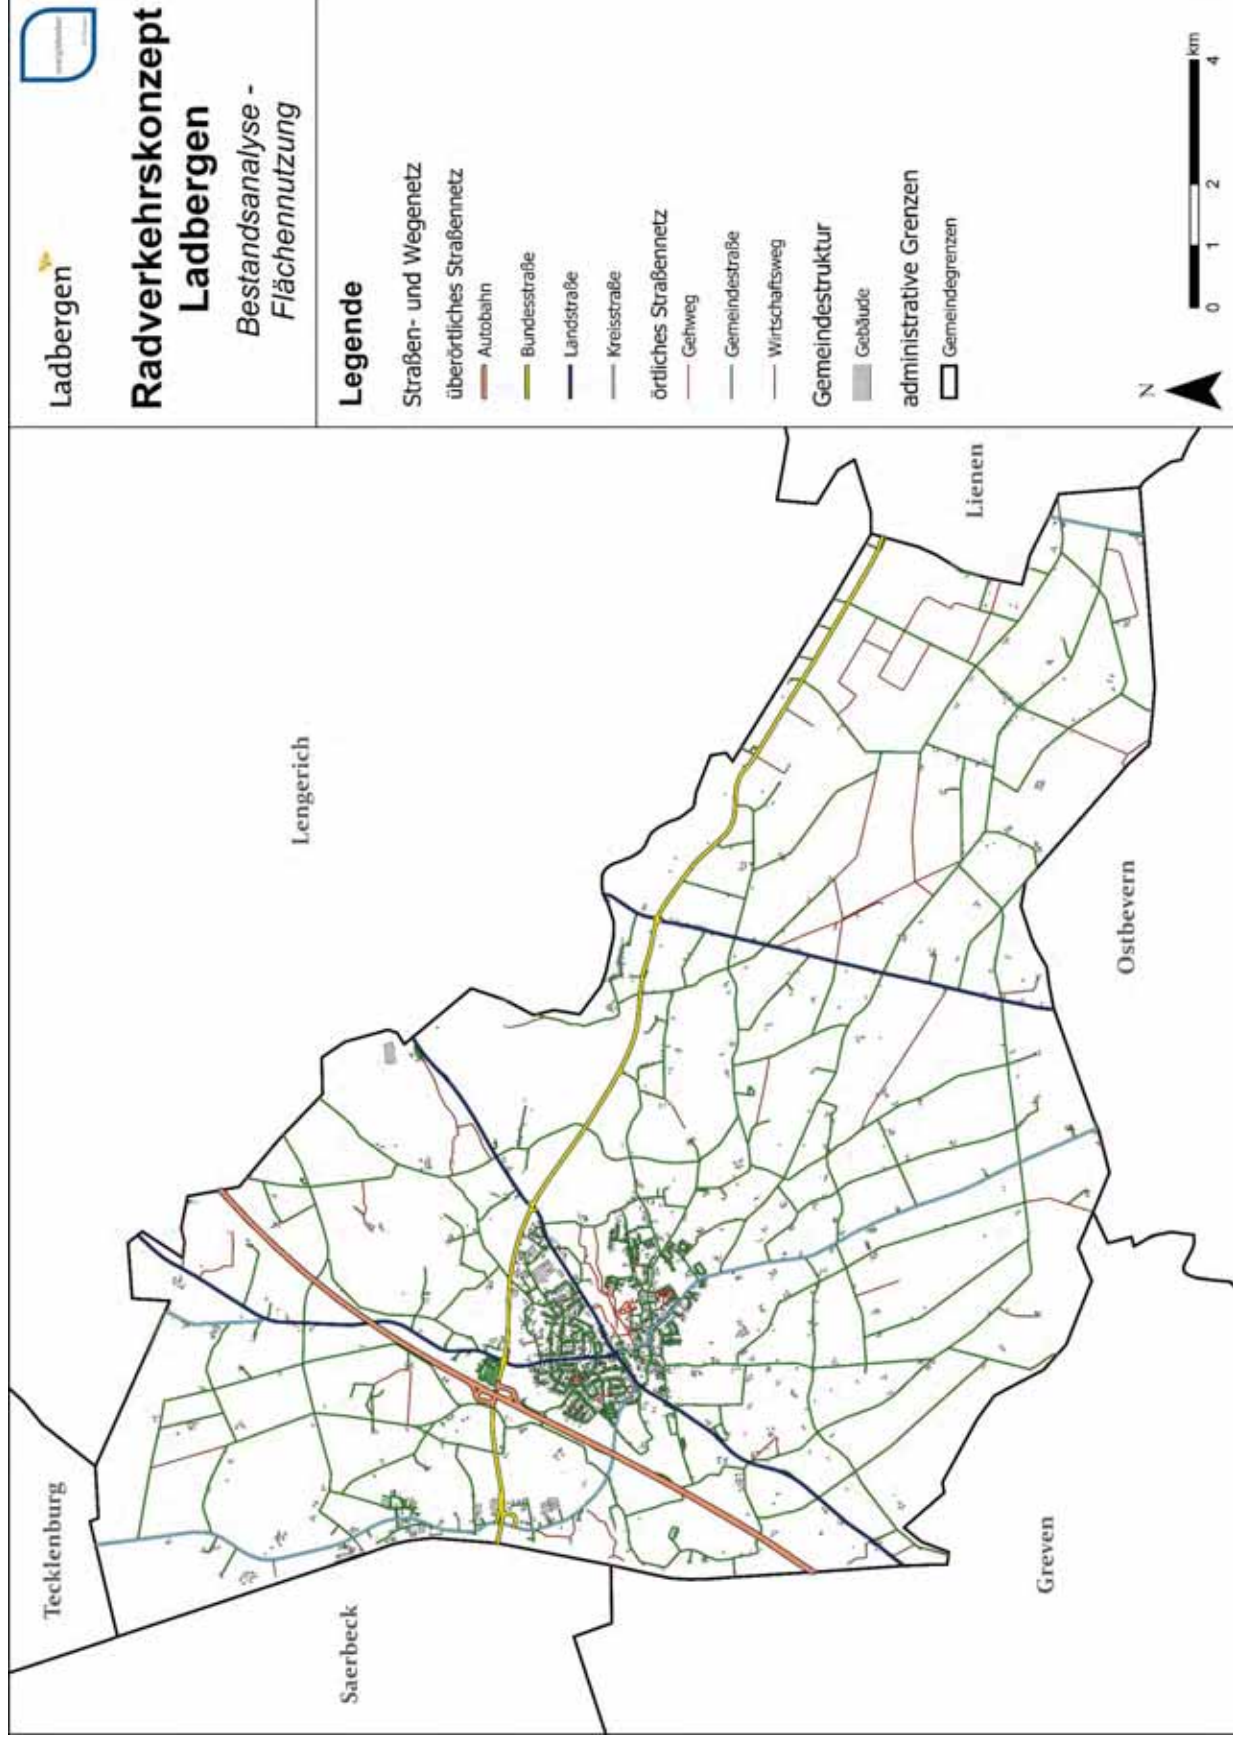 Ladbergen
Radverkehrskonzept
Ladbergen
Bestandsanalyse -
Flächennutzung
Legende
Straßen- und Wegenetz
überörtliches Straßennetz
Autobahn
Bundesstraße
Landstraße
Kreisstraße
örtliches Straßennetz
Gehweg
Gemeindestraße
Wirtschaftsweg
Gemeindestruktur
Gebäude
administrative Grenzen
Gemeindegrenzen
N
0 1 2 4
km
Tecklenburg
Lengerich
Saerbeck
Lienen
Ostbevern
Greven